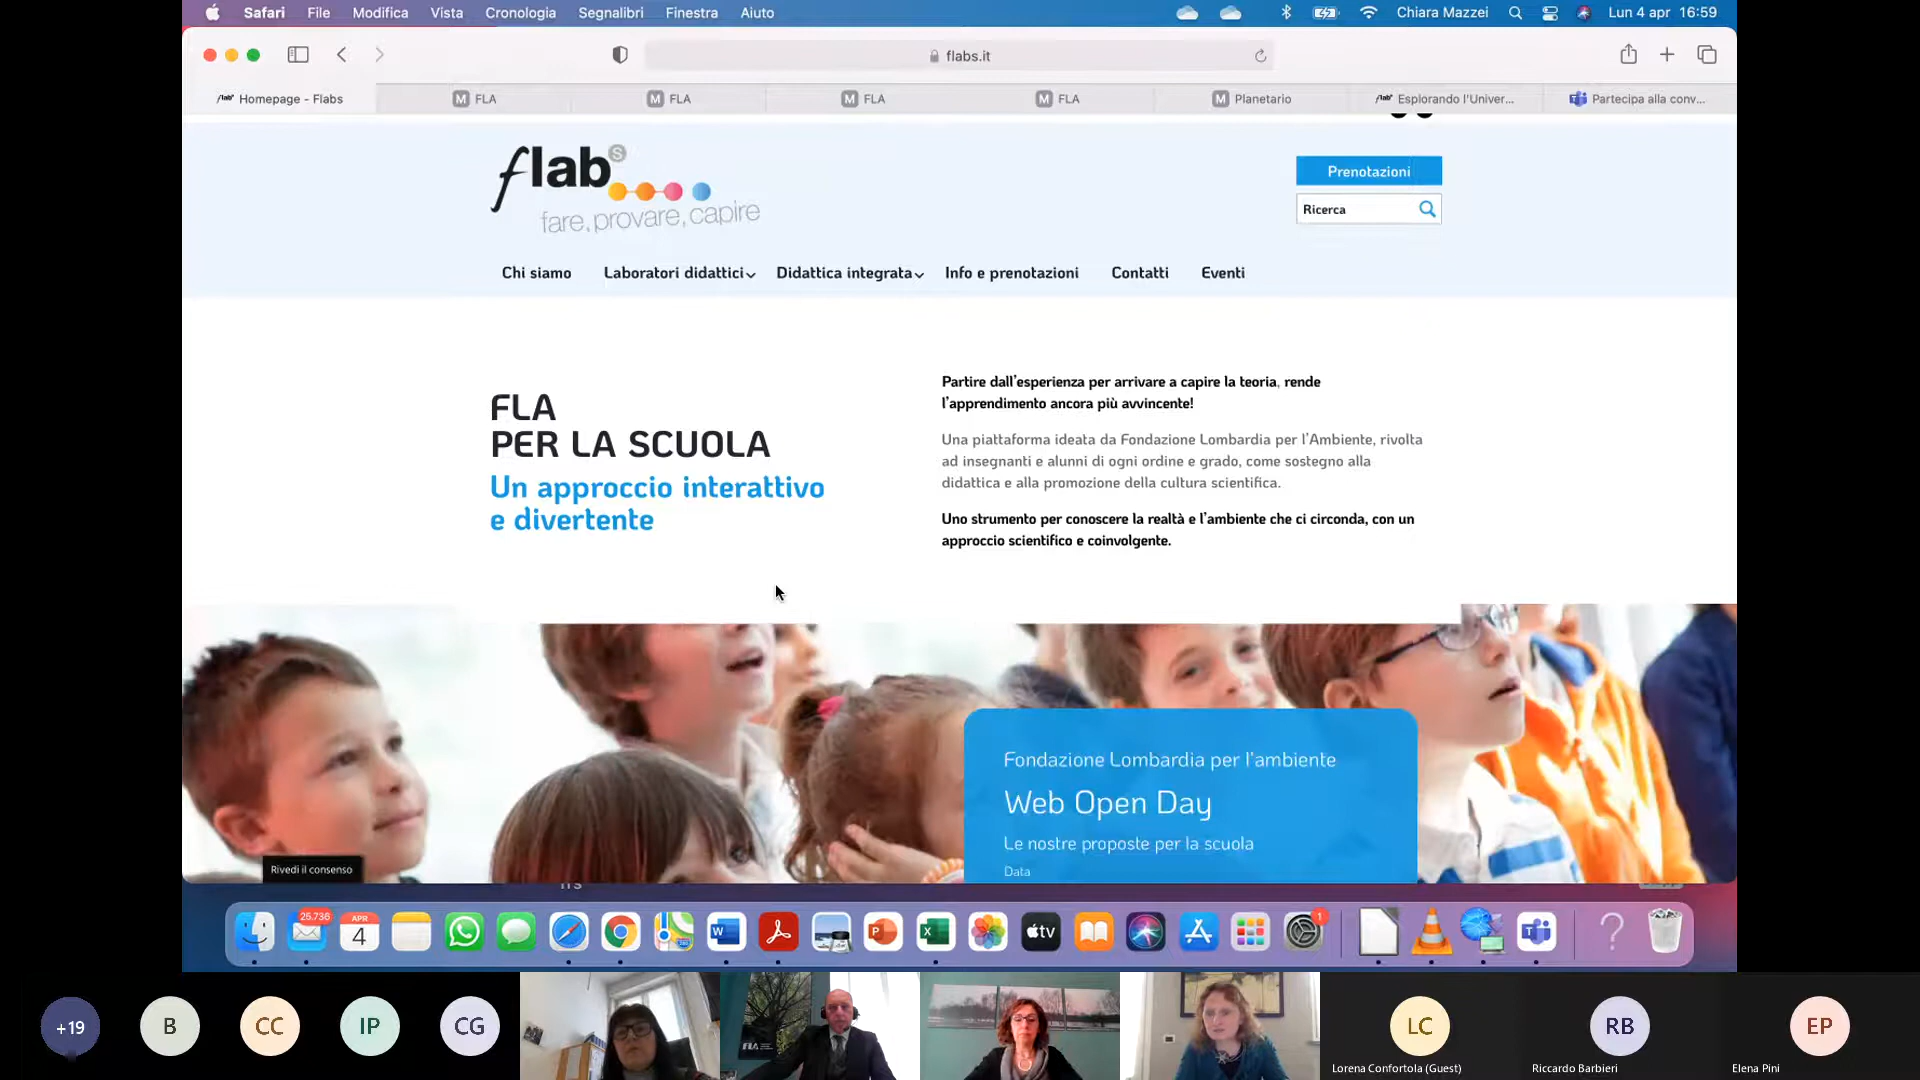 Safari File Modifica Vista Cronologia Segnalibri Finestra Aiuto Chiara Mazzei Lun 4 apr 16:59
flabs.it
flab Homepage - Flabs M FLA M FLA M FLA M FLA M Planetario flab Esplorando l'Univer... Partecipa alla conv...
flab S
fare, provare, capire
Prenotazioni
Ricerca
Chi siamo Laboratori didattici Didattica integrata Info e prenotazioni Contatti Eventi
FLA
PER LA SCUOLA
Un approccio interattivo
e divertente
Partire dall'esperienza per arrivare a capire la teoria, rende
l'apprendimento ancora più avvincente!
Una piattaforma ideata da Fondazione Lombardia per l'Ambiente, rivolta
ad insegnanti e alunni di ogni ordine e grado, come sostegno alla
didattica e alla promozione della cultura scientifica.
Uno strumento per conoscere la realtà e l'ambiente che ci circonda, con un
approccio scientifico e coinvolgente.
Fondazione Lombardia per l'ambiente
Web Open Day
Le nostre proposte per la scuola
Data
Rivedi il consenso
26.736
APR
4
W
P
X
tv
1
T
?
+19 B CC IP CG FLA LC RB EP
Lorena Confortola (Guest) Riccardo Barbieri Elena Pini